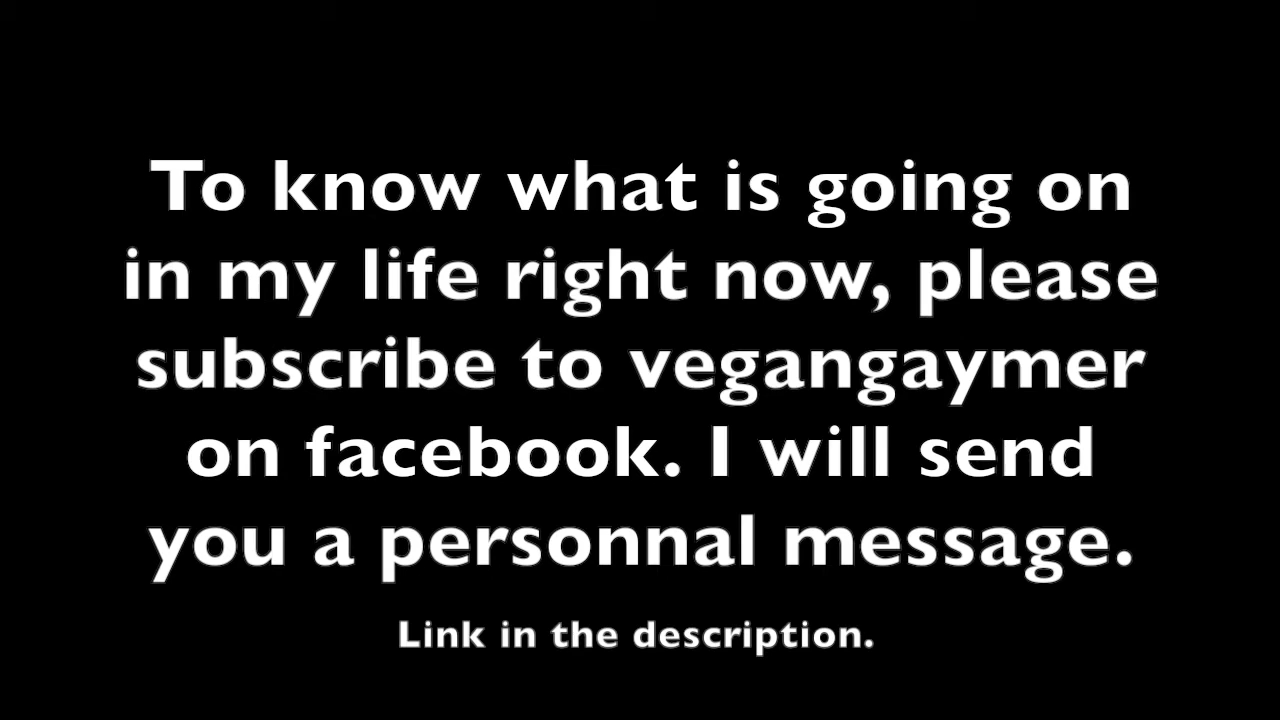 To know what is going on
in my life right now, please
subscribe to vegangaymer
on facebook. I will send
you a personnal message.
Link in the description.